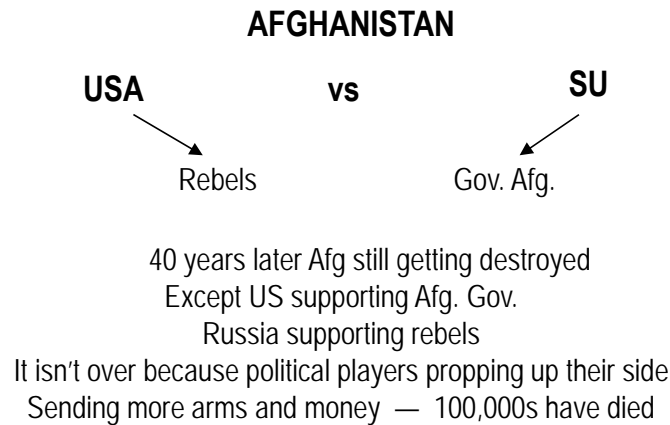 AFGHANISTAN
USA vs SU
Rebels Gov. Afg.
40 years later Afg still getting destroyed
Except US supporting Afg. Gov.
Russia supporting rebels
It isn’t over because political players propping up their side
Sending more arms and money — 100,000s have died